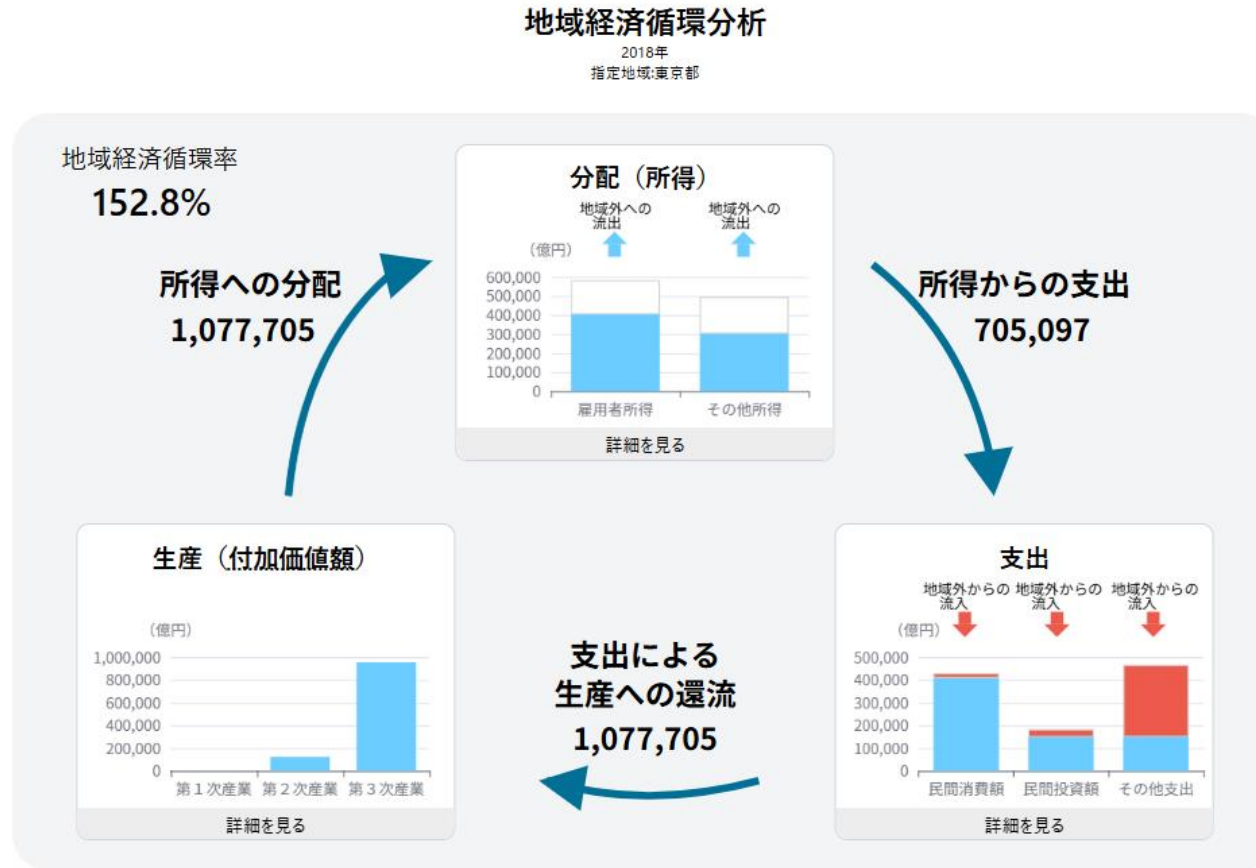 地域経済循環分析
2018年
指定地域:東京都
地域経済循環率
152.8%
分配（所得）
地域外への
流出
地域外への
流出
（億円）
600,000
500,000
400,000
300,000
200,000
100,000
0
雇用者所得
その他所得
詳細を見る
所得への分配
1,077,705
所得からの支出
705,097
生産（付加価値額）
（億円）
1,000,000
800,000
600,000
400,000
200,000
0
第１次産業
第２次産業
第３次産業
詳細を見る
支出による
生産への還流
1,077,705
支出
地域外からの
流入
地域外からの
流入
地域外からの
流入
（億円）
500,000
400,000
300,000
200,000
100,000
0
民間消費額
民間投資額
その他支出
詳細を見る